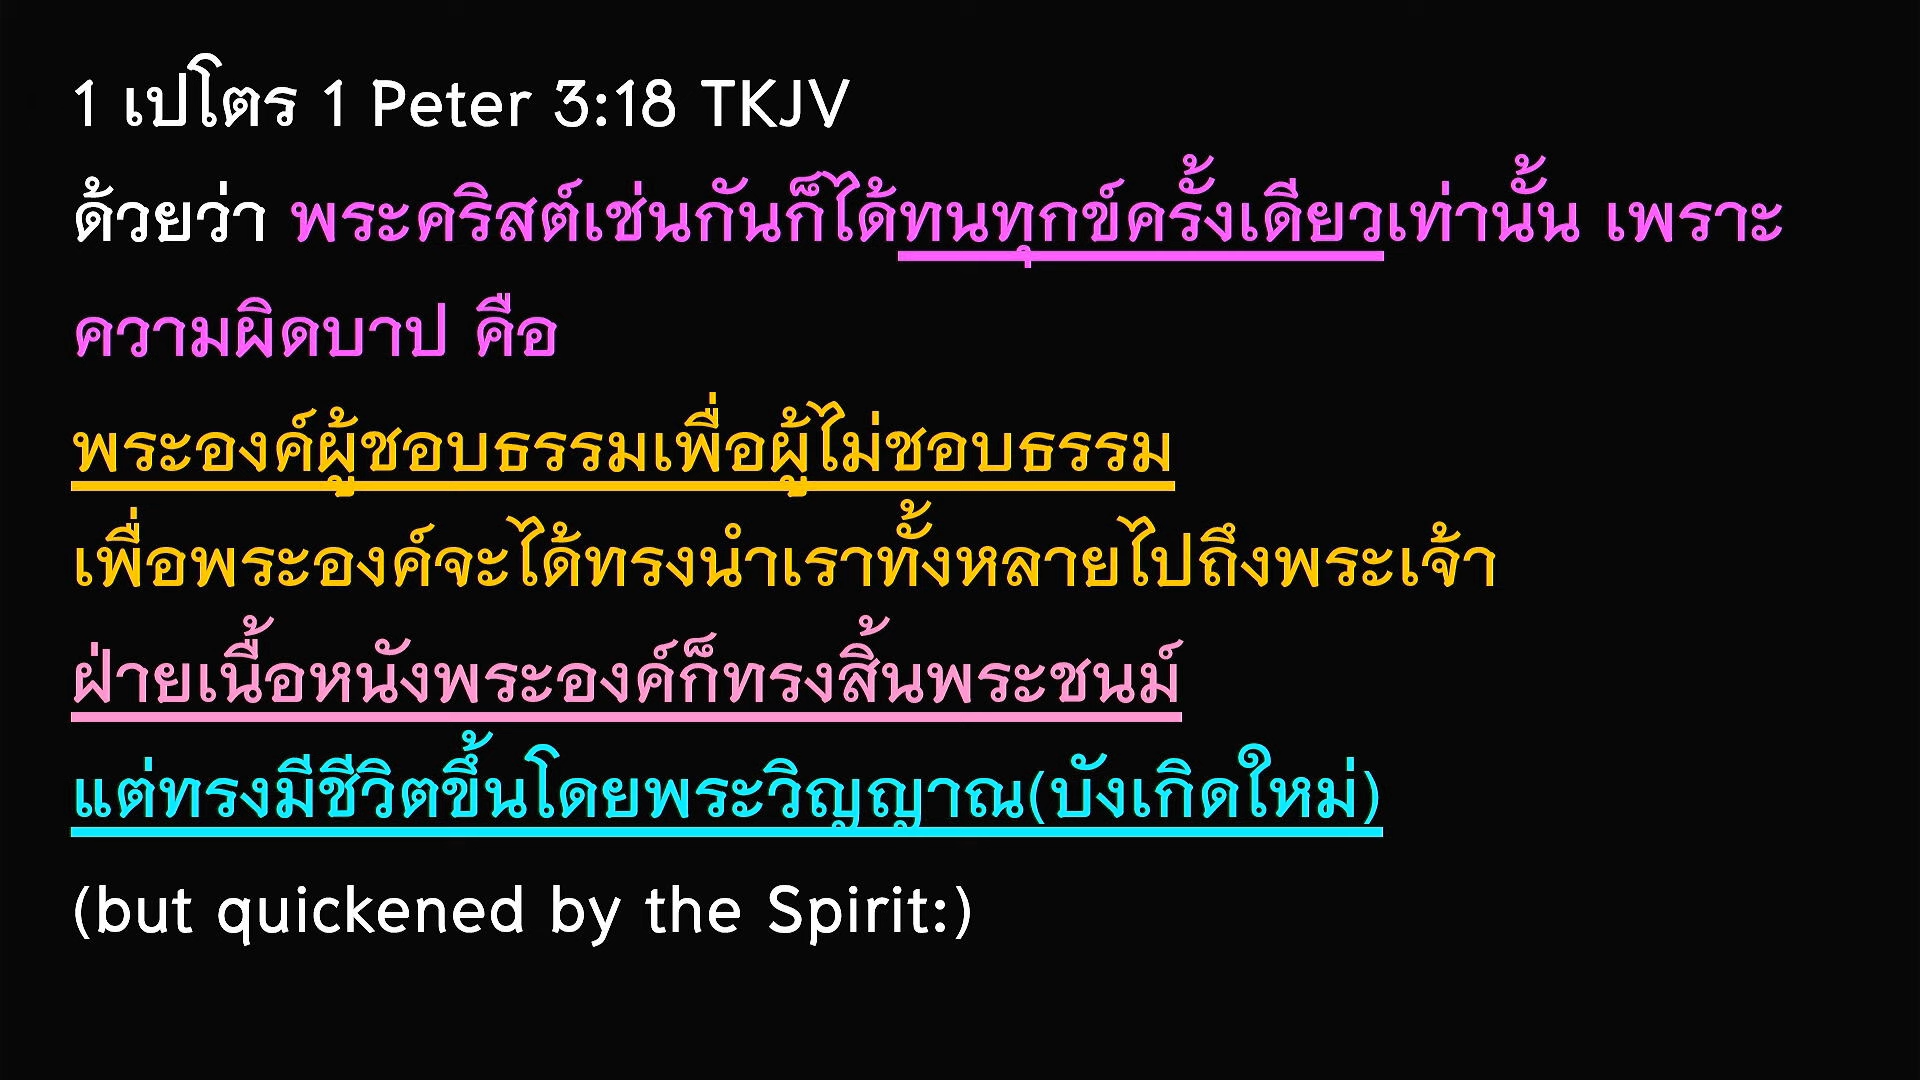 1 เปโตร 1 Peter 3:18 TKJV
ด้วยว่า พระคริสต์เช่นกันก็ได้ทนทุกข์ครั้งเดียวเท่านั้น เพราะ
ความผิดบาป คือ
พระองค์ผู้ชอบธรรมเพื่อผู้ไม่ชอบธรรม
เพื่อพระองค์จะได้ทรงนำเราทั้งหลายไปถึงพระเจ้า
ฝ่ายเนื้อหนังพระองค์ก็ทรงสิ้นพระชนม์
แต่ทรงมีชีวิตขึ้นโดยพระวิญญาณ(บังเกิดใหม่)
(but quickened by the Spirit:)